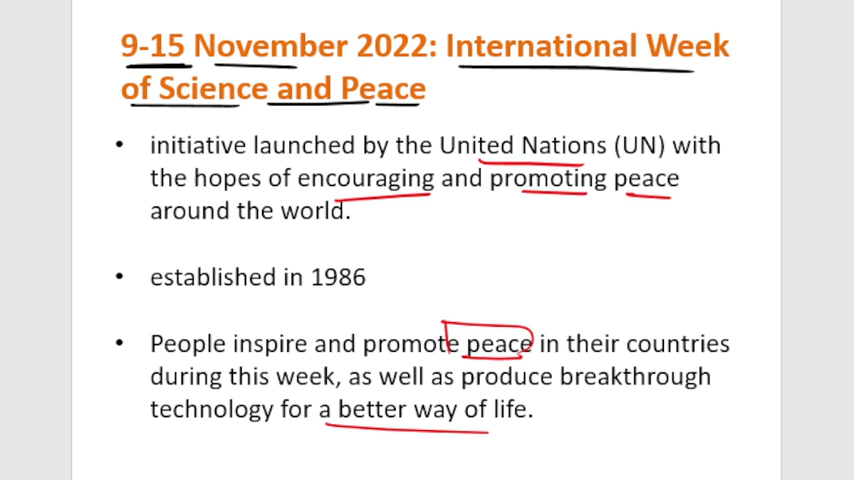 9-15 November 2022: International Week
of Science and Peace
• initiative launched by the United Nations (UN) with
the hopes of encouraging and promoting peace
around the world.
• established in 1986
• People inspire and promote peace in their countries
during this week, as well as produce breakthrough
technology for a better way of life.